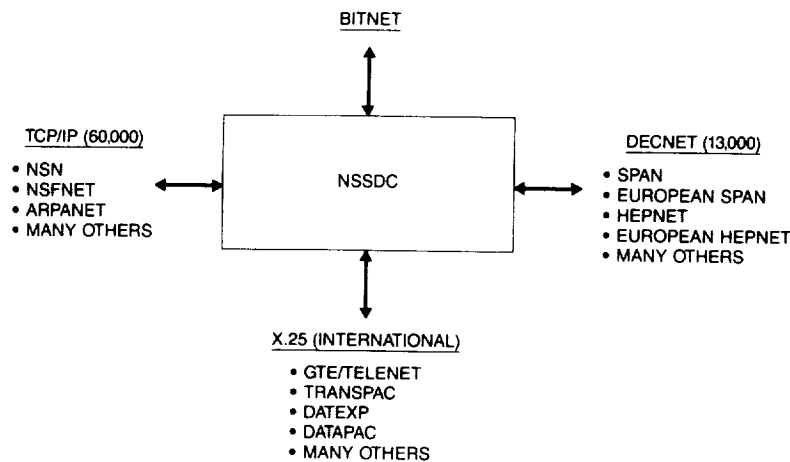 BITNET
TCP/IP (60,000)
• NSN
• NSFNET
• ARPANET
• MANY OTHERS
NSSDC
DECNET (13,000)
• SPAN
• EUROPEAN SPAN
• HEPNET
• EUROPEAN HEPNET
• MANY OTHERS
X.25 (INTERNATIONAL)
• GTE/TELENET
• TRANSPAC
• DATEXP
• DATAPAC
• MANY OTHERS